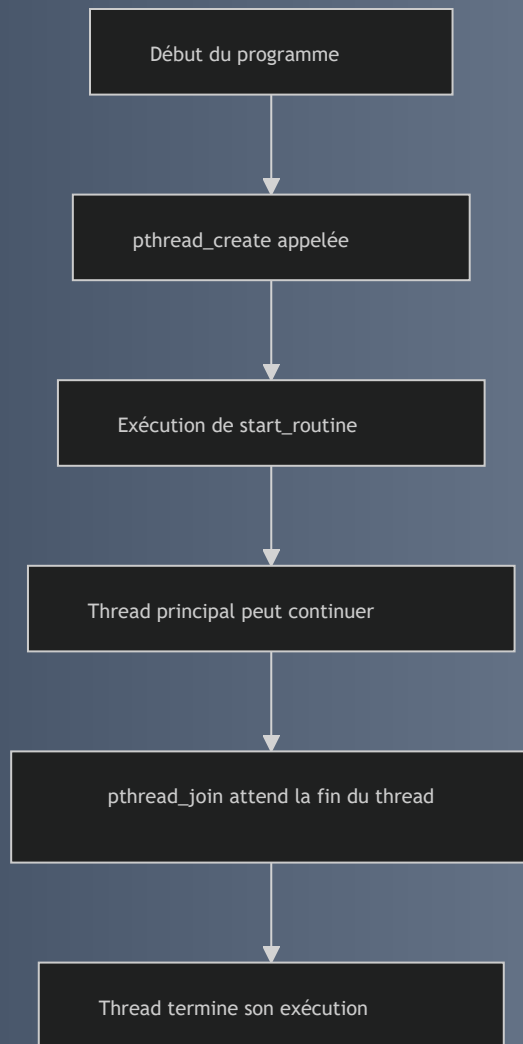 Début du programme
pthread_create appelée
Exécution de start_routine
Thread principal peut continuer
pthread_join attend la fin du thread
Thread termine son exécution